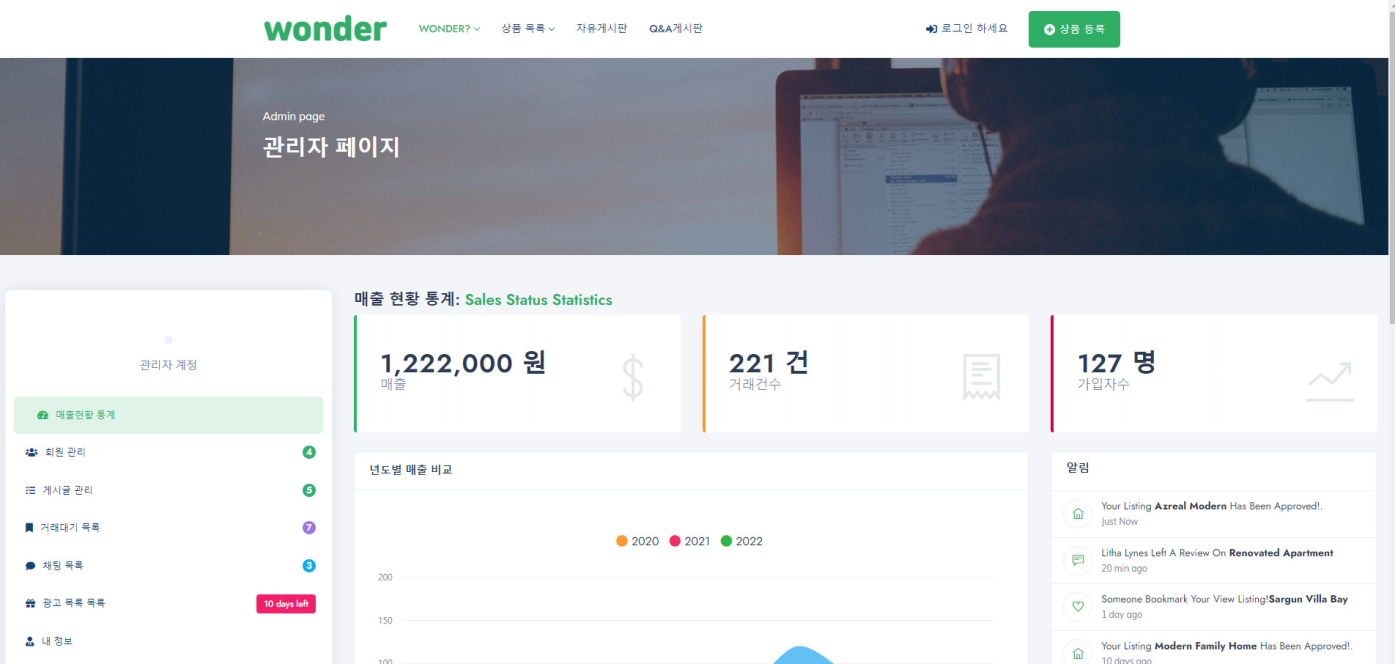 wonder
WONDER? 상품 목록 자유게시판 Q&A게시판 로그인 하세요 상품 등록
Admin page
관리자 페이지
관리자 계정
매출현황 통계
회원 관리 4
게시글 관리 5
거래대기 목록 7
채팅 목록 3
광고 목록 목록 10 days left
내 정보
매출 현황 통계: Sales Status Statistics
1,222,000 원
매출
221 건
거래건수
127 명
가입자수
년도별 매출 비교
2020 2021 2022
200
150
100
알림
Your Listing Azreal Modern Has Been Approved!.
Just Now
Litha Lynes Left A Review On Renovated Apartment
20 min ago
Someone Bookmark Your View Listing!Sargun Villa Bay
1 day ago
Your Listing Modern Family Home Has Been Approved!.
10 days ago